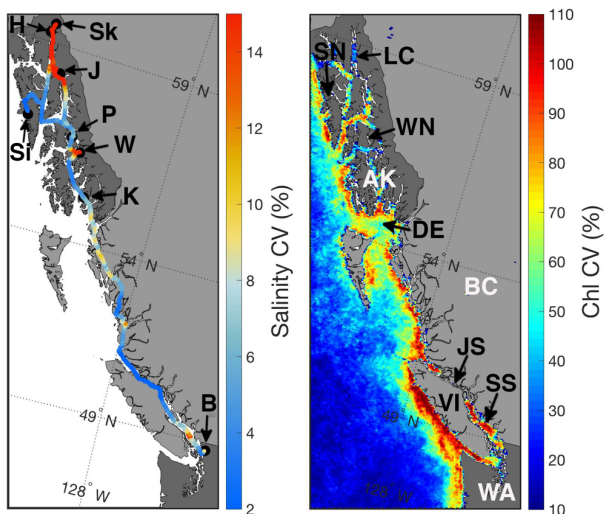 H
Sk
J
P
W
Si
K
B
59 ° N
54 ° N
49 ° N
128 ° W
14
12
10
8
6
4
2
Salinity CV (%)
SN
LC
WN
AK
DE
BC
JS
SS
VI
WA
59 ° N
54 ° N
49 ° N
128 ° W
110
100
90
80
70
60
50
40
30
20
10
Chl CV (%)